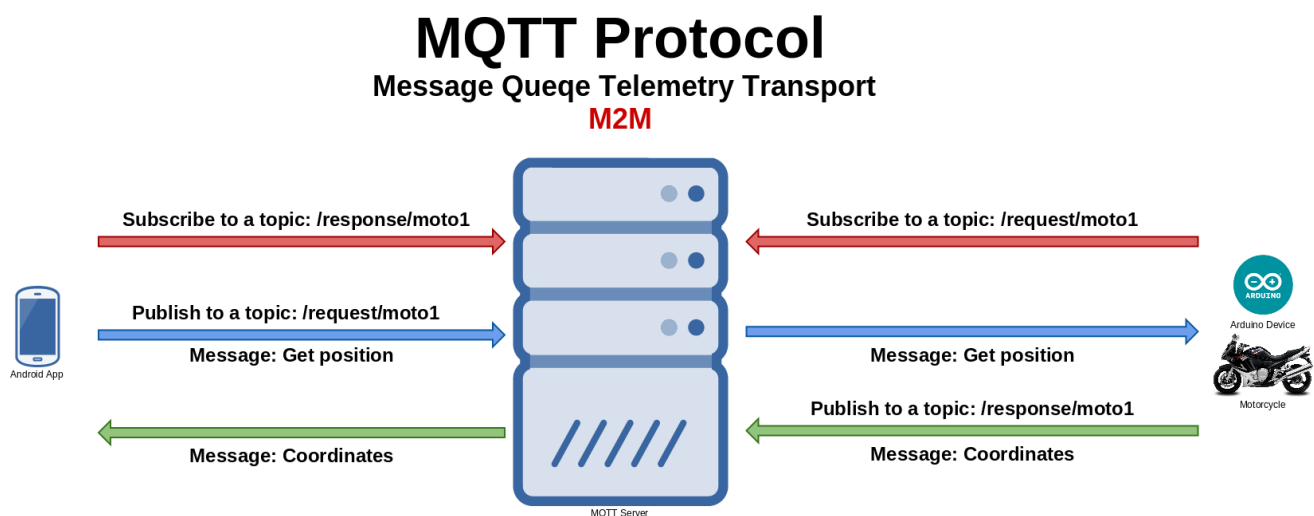 MQTT Protocol
Message Queqe Telemetry Transport
M2M
Subscribe to a topic: /response/moto1
Subscribe to a topic: /request/moto1
Publish to a topic: /request/moto1
Message: Get position
Message: Get position
ARDUINO
Arduino Device
Android App
Motorcycle
Publish to a topic: /response/moto1
Message: Coordinates
Message: Coordinates
MQTT Server